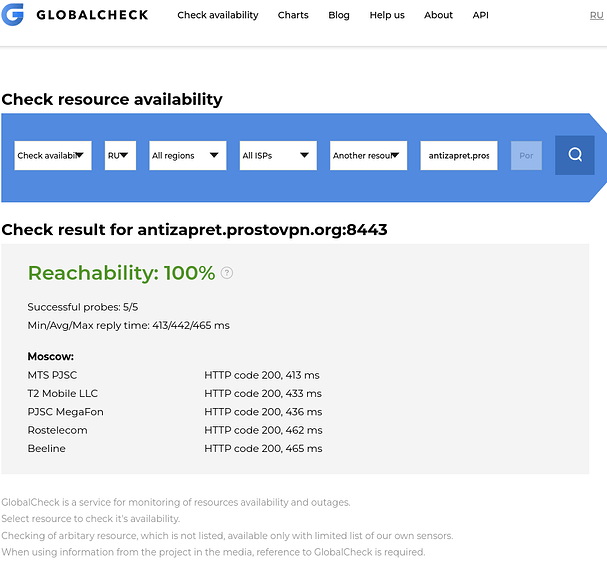 GLOBALCHECK
Check availability Charts Blog Help us About API RU
Check resource availability
Check availabil RU All regions All ISPs Another resour antizapret.pros Por
Check result for antizapret.prostovpn.org:8443
Reachability: 100% ?
Successful probes: 5/5
Min/Avg/Max reply time: 413/442/465 ms
Moscow:
MTS PJSC HTTP code 200, 413 ms
T2 Mobile LLC HTTP code 200, 433 ms
PJSC MegaFon HTTP code 200, 436 ms
Rostelecom HTTP code 200, 462 ms
Beeline HTTP code 200, 465 ms
GlobalCheck is a service for monitoring of resources availability and outages.
Select resource to check it's availability.
Checking of arbitary resource, which is not listed, available only with limited list of our own sensors.
When using information from the project in the media, reference to GlobalCheck is required.